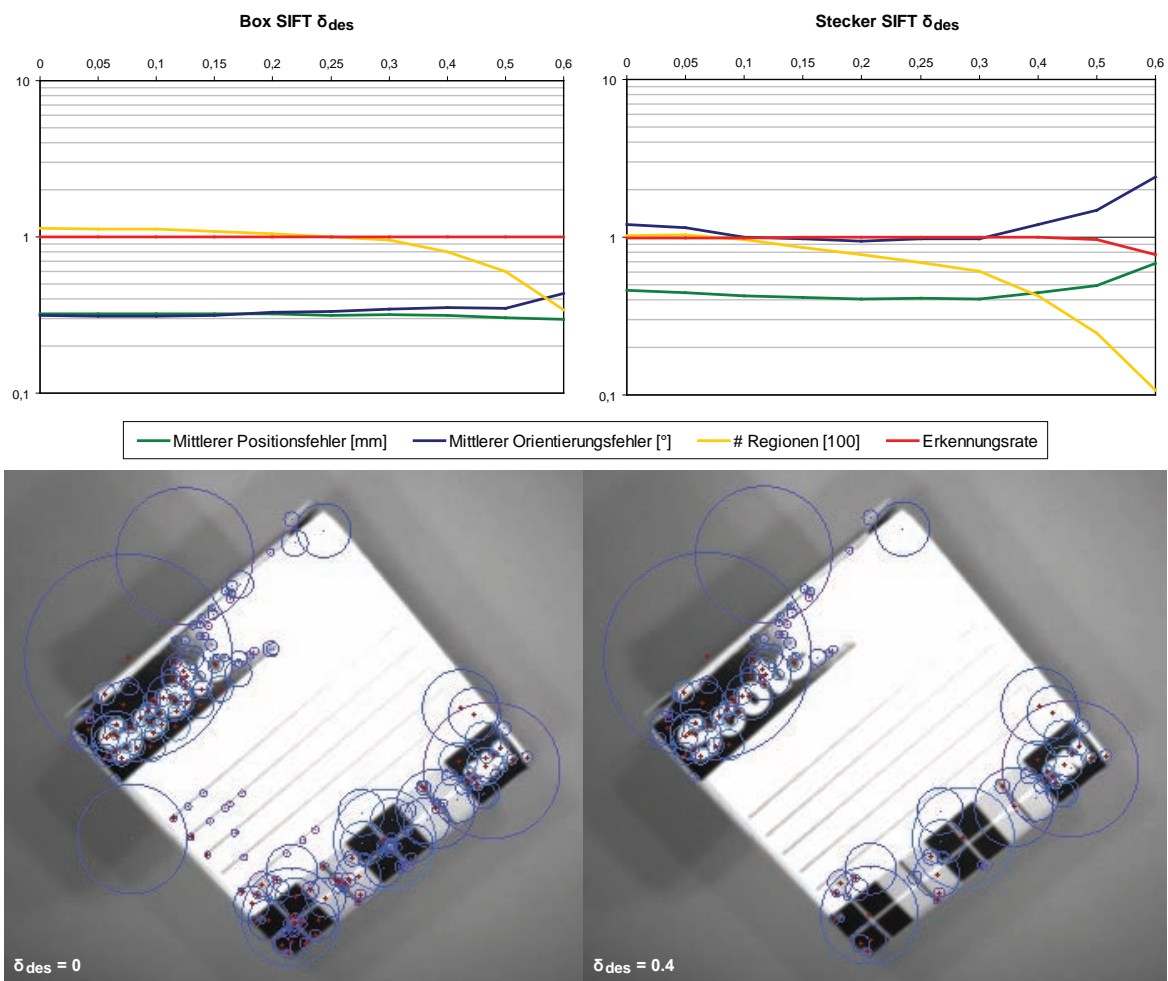 Box SIFT δdes
0 0,05 0,1 0,15 0,2 0,25 0,3 0,4 0,5 0,6
10
1
0,1
Stecker SIFT δdes
0 0,05 0,1 0,15 0,2 0,25 0,3 0,4 0,5 0,6
10
1
0,1
Mittlerer Positionsfehler [mm] Mittlerer Orientierungsfehler [°] # Regionen [100] Erkennungsrate
δdes = 0
δdes = 0.4